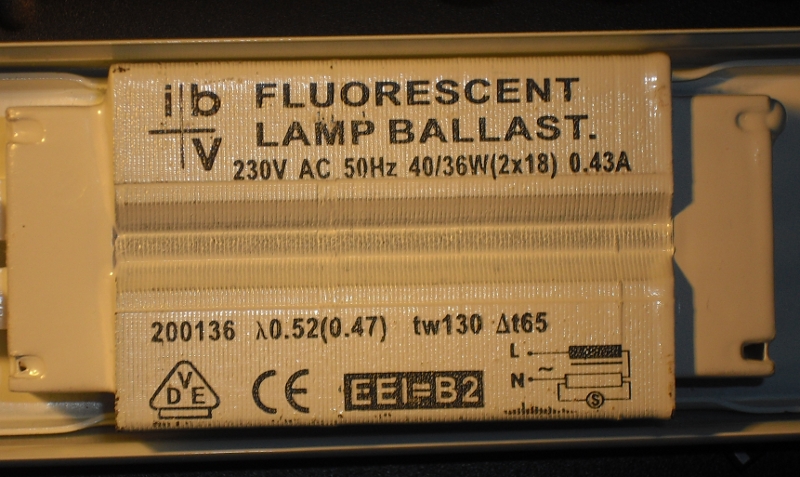 ib
V
FLUORESCENT
LAMP BALLAST.
230V AC 50Hz 40/36W(2x18) 0.43A
200136 λ0.52(0.47) tw130 Δt65
L
N ~
S
VDE
CE
EEI=B2